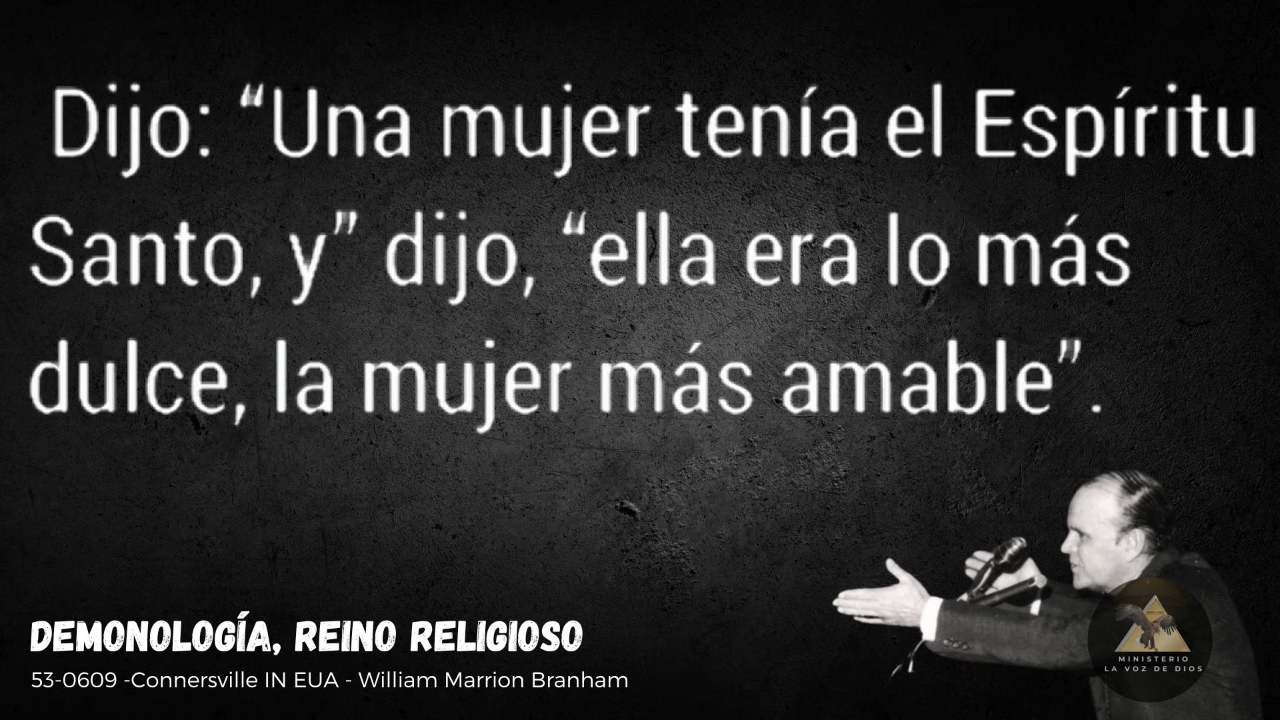 Dijo: “Una mujer tenía el Espíritu
Santo, y” dijo, “ella era lo más
dulce, la mujer más amable”.
DEMONOLOGÍA, REINO RELIGIOSO
53-0609 -Connersville IN EUA - William Marrion Branham
MINISTERIO
LA VOZ DE DIOS